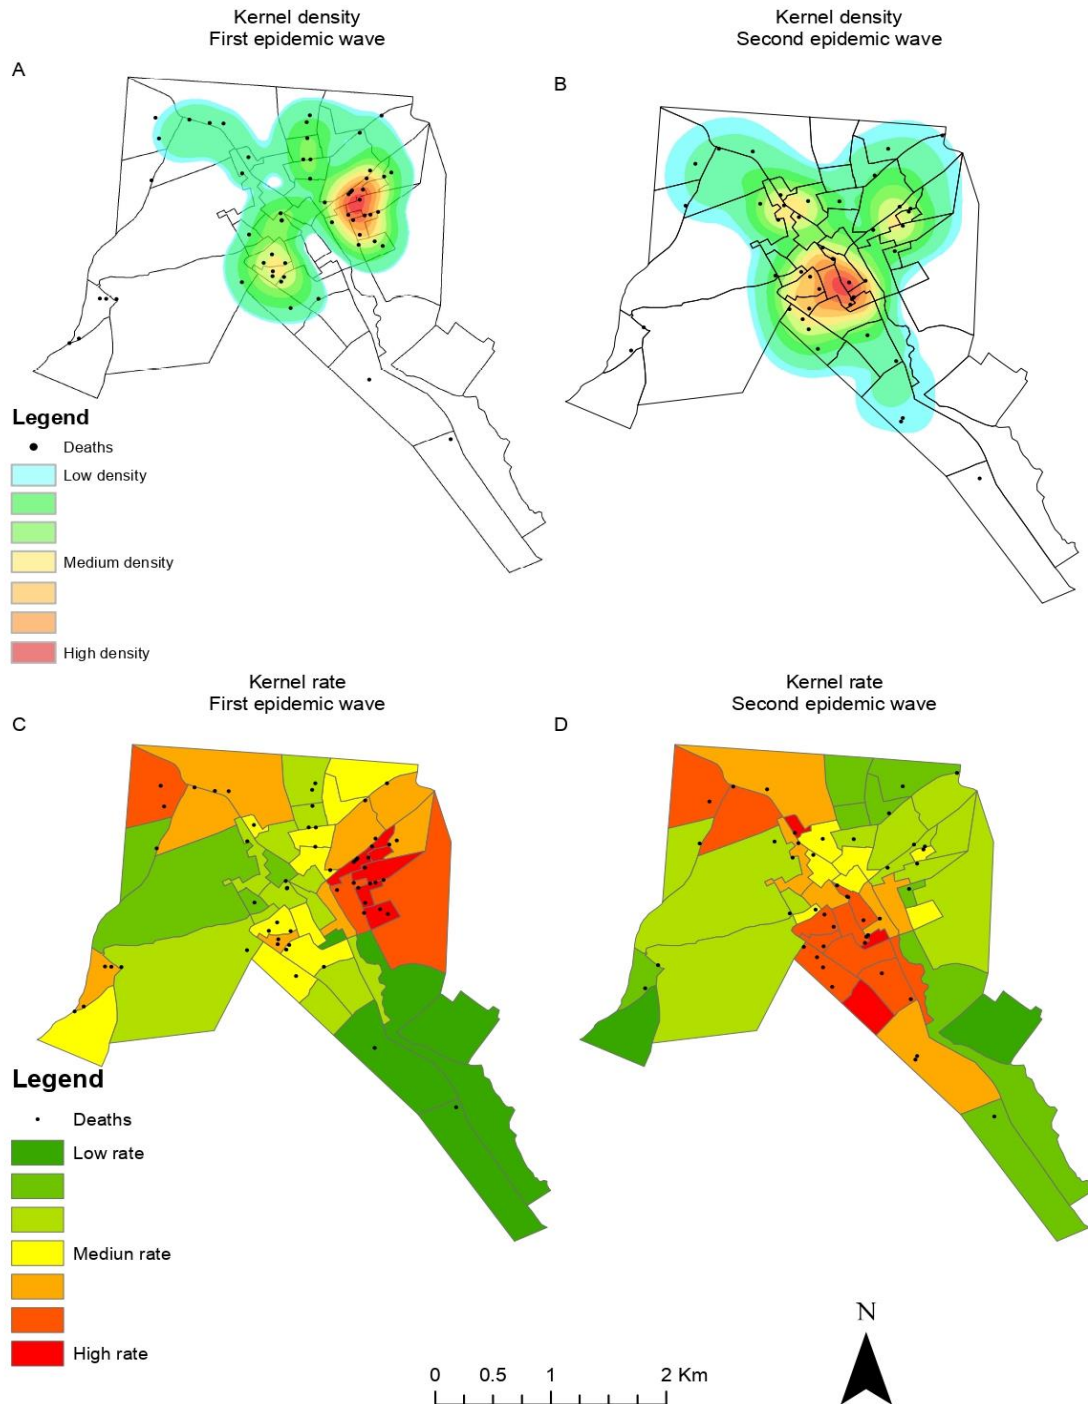 Kernel density
First epidemic wave
Kernel density
Second epidemic wave
A
B
Legend
Deaths
Low density
Medium density
High density
Kernel rate
First epidemic wave
Kernel rate
Second epidemic wave
C
D
Legend
Deaths
Low rate
Mediun rate
High rate
N
0 0.5 1 2 Km